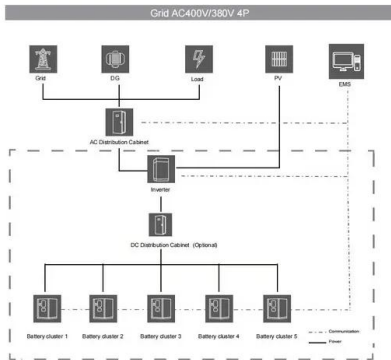 Grid AC400V/380V 4P
Grid
DG
Load
PV
EMS
AC Distribution Cabinet
Inverter
DC Distribution Cabinet (Optional)
Battery cluster 1
Battery cluster 2
Battery cluster 3
Battery cluster 4
Battery cluster 5
Communication
Power